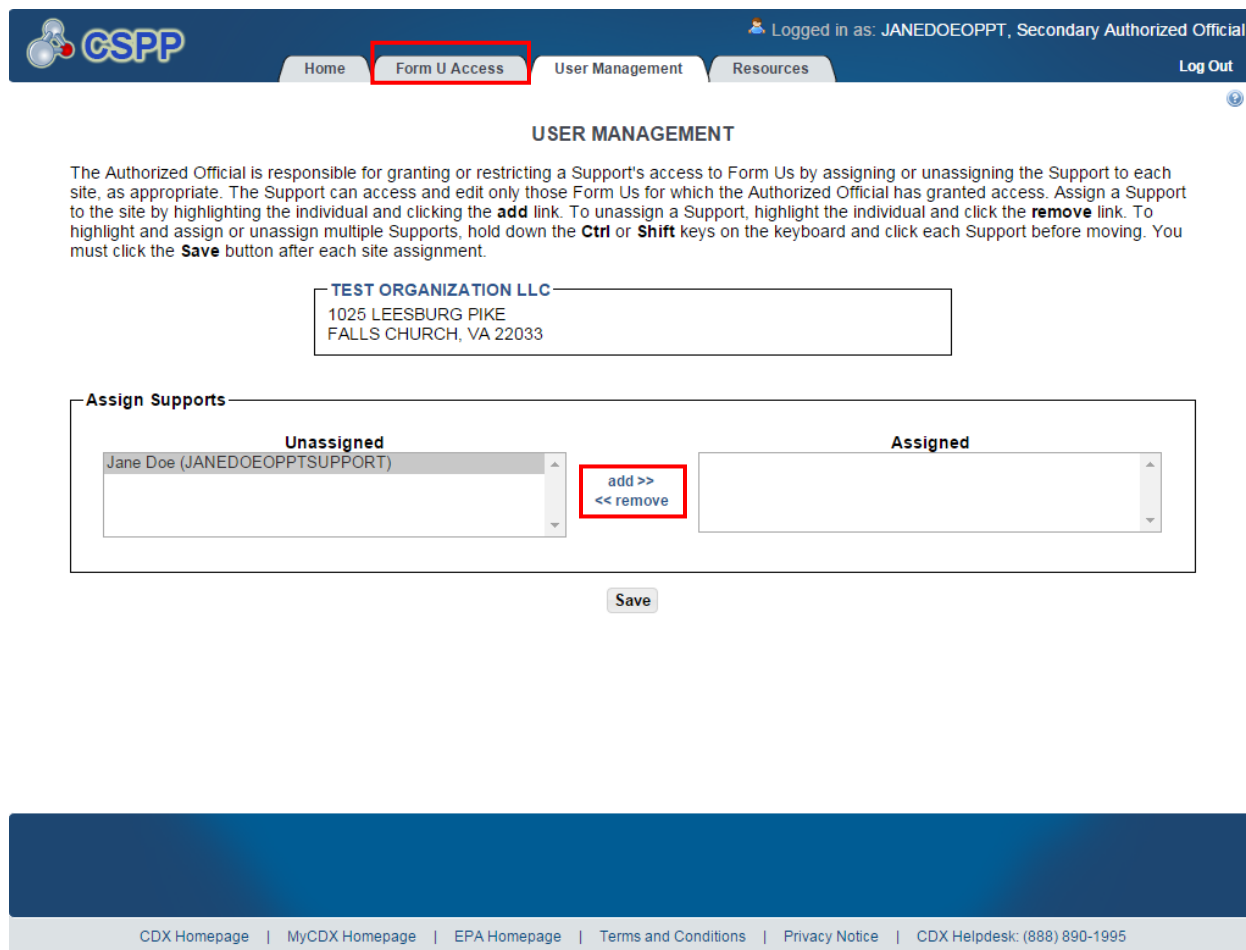 CSPP
Logged in as: JANEDOEOPPT, Secondary Authorized Official
Home Form U Access User Management Resources Log Out
?
USER MANAGEMENT
The Authorized Official is responsible for granting or restricting a Support's access to Form Us by assigning or unassigning the Support to each
site, as appropriate. The Support can access and edit only those Form Us for which the Authorized Official has granted access. Assign a Support
to the site by highlighting the individual and clicking the add link. To unassign a Support, highlight the individual and click the remove link. To
highlight and assign or unassign multiple Supports, hold down the Ctrl or Shift keys on the keyboard and click each Support before moving. You
must click the Save button after each site assignment.
TEST ORGANIZATION LLC
1025 LEESBURG PIKE
FALLS CHURCH, VA 22033
Assign Supports
Unassigned Assigned
Jane Doe (JANEDOEOPPTSUPPORT)
add >>
<< remove
Save
CDX Homepage | MyCDX Homepage | EPA Homepage | Terms and Conditions | Privacy Notice | CDX Helpdesk: (888) 890-1995